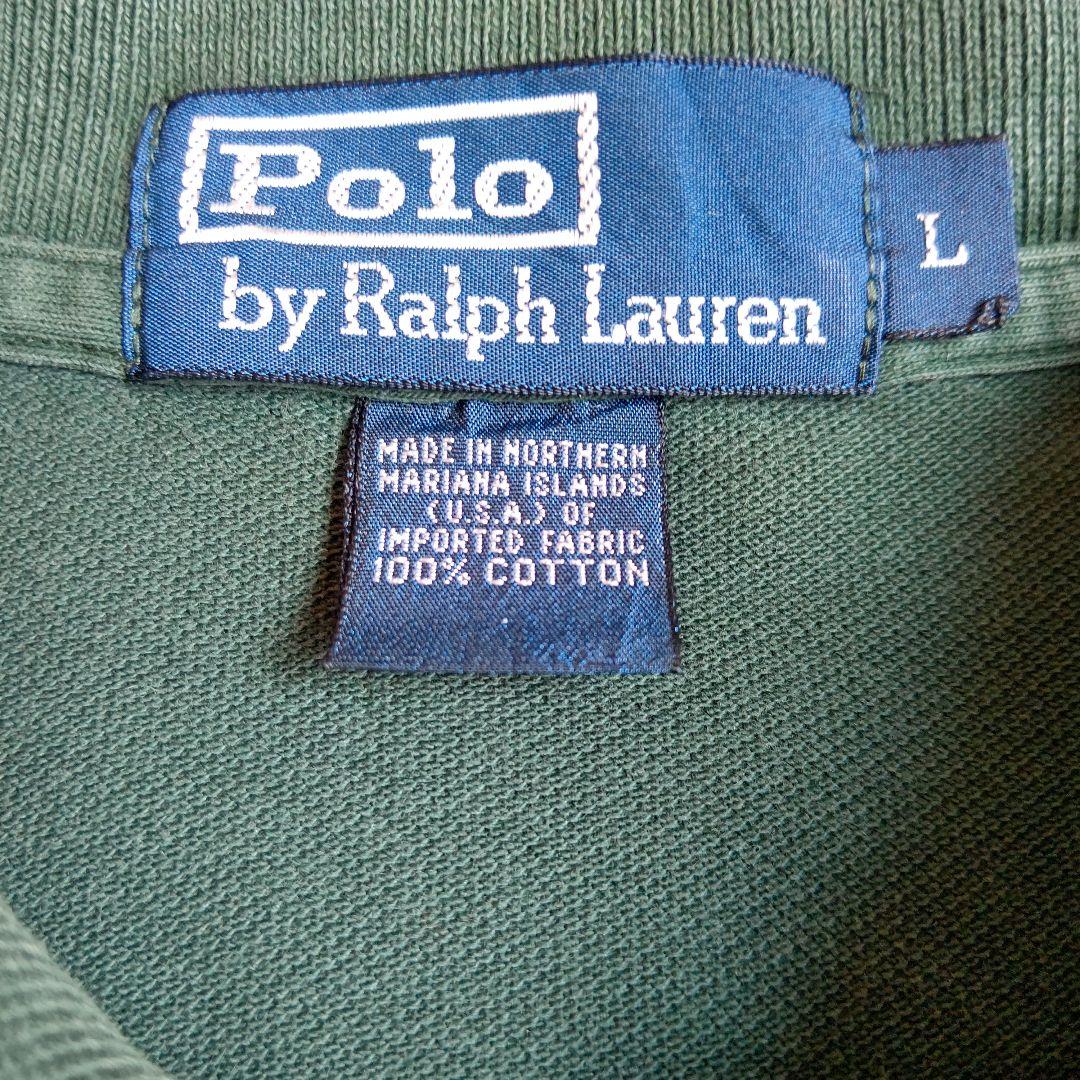 Polo
by Ralph Lauren
L
MADE IN NORTHERN
MARIANA ISLANDS
(U.S.A.) OF
IMPORTED FABRIC
100% COTTON